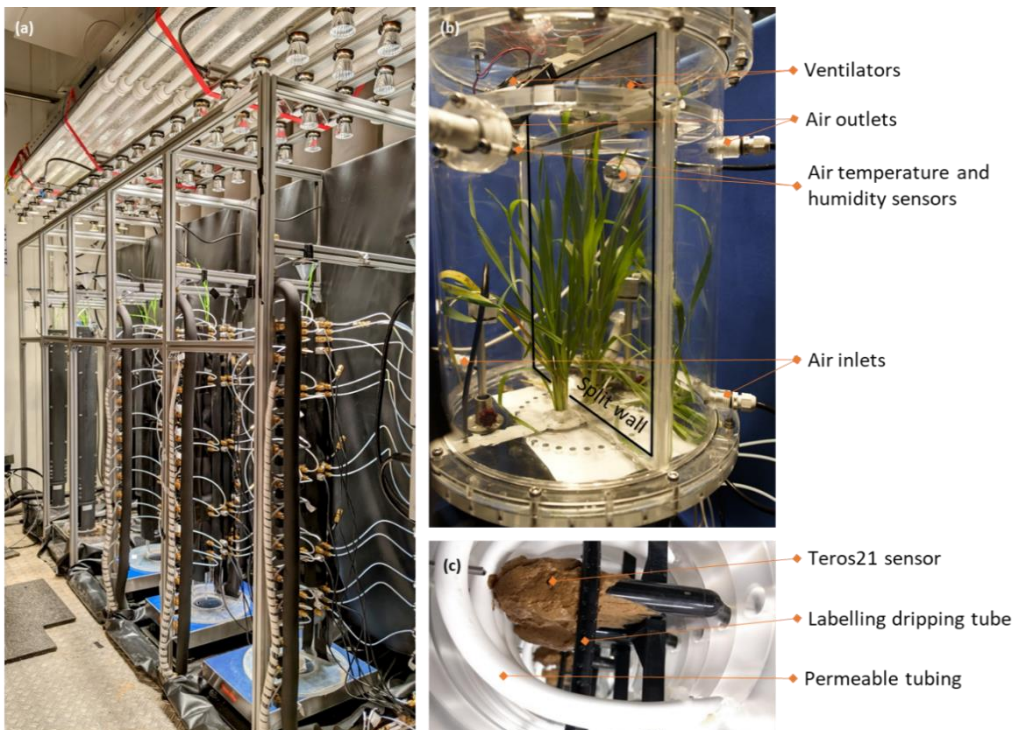 (a)
(b)
Ventilators
Air outlets
Air temperature and
humidity sensors
Air inlets
Split wall
(c)
Teros21 sensor
Labelling dripping tube
Permeable tubing